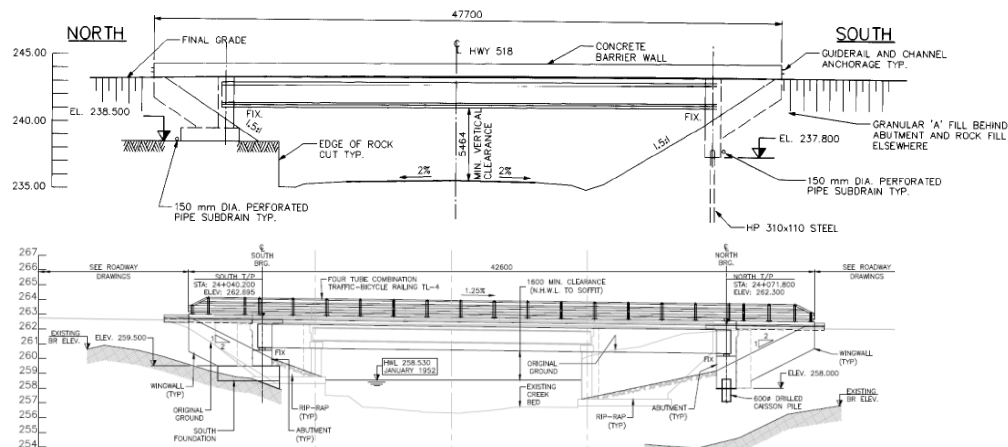 47700
NORTH
SOUTH
FINAL GRADE
℄ HWY 518
CONCRETE
BARRIER WALL
GUIDERAIL AND CHANNEL
ANCHORAGE TYP.
245.00
240.00
235.00
EL. 238.500
FIX.
FIX.
1.5:1
1.5:1
EDGE OF ROCK
CUT TYP.
5464
MIN. VERTICAL
CLEARANCE
2%
2%
EL. 237.800
GRANULAR 'A' FILL BEHIND
ABUTMENT AND ROCK FILL
ELSEWHERE
150 mm DIA. PERFORATED
PIPE SUBDRAIN TYP.
150 mm DIA. PERFORATED
PIPE SUBDRAIN TYP.
HP 310x110 STEEL
267
266
265
264
263
262
261
260
259
258
257
256
255
254
SEE ROADWAY
DRAWINGS
℄
SOUTH
BRG.
42600
℄
NORTH
BRG.
SEE ROADWAY
DRAWINGS
SOUTH T/P
STA: 24+040.200
ELEV: 262.695
FOUR TUBE COMBINATION
TRAFFIC-BICYCLE RAILING TL-4
1.25%
1600 MIN. CLEARANCE
(N.H.W.L. TO SOFFIT)
NORTH T/P
STA: 24+071.800
ELEV: 262.300
EXISTING
BR ELEV.
ELEV. 259.500
2
FIX
HWL 258.530
JANUARY 1952
ORIGINAL
GROUND
FIX
2
1
WINGWALL
(TYP)
ELEV. 258.000
WINGWALL
(TYP)
RIP-RAP
(TYP)
EXISTING
CREEK
BED
EXISTING
BR ELEV.
ORIGINAL
GROUND
SOUTH
FOUNDATION
ABUTMENT
(TYP)
RIP-RAP
(TYP)
ABUTMENT
(TYP)
600ø DRILLED
CAISSON PILE